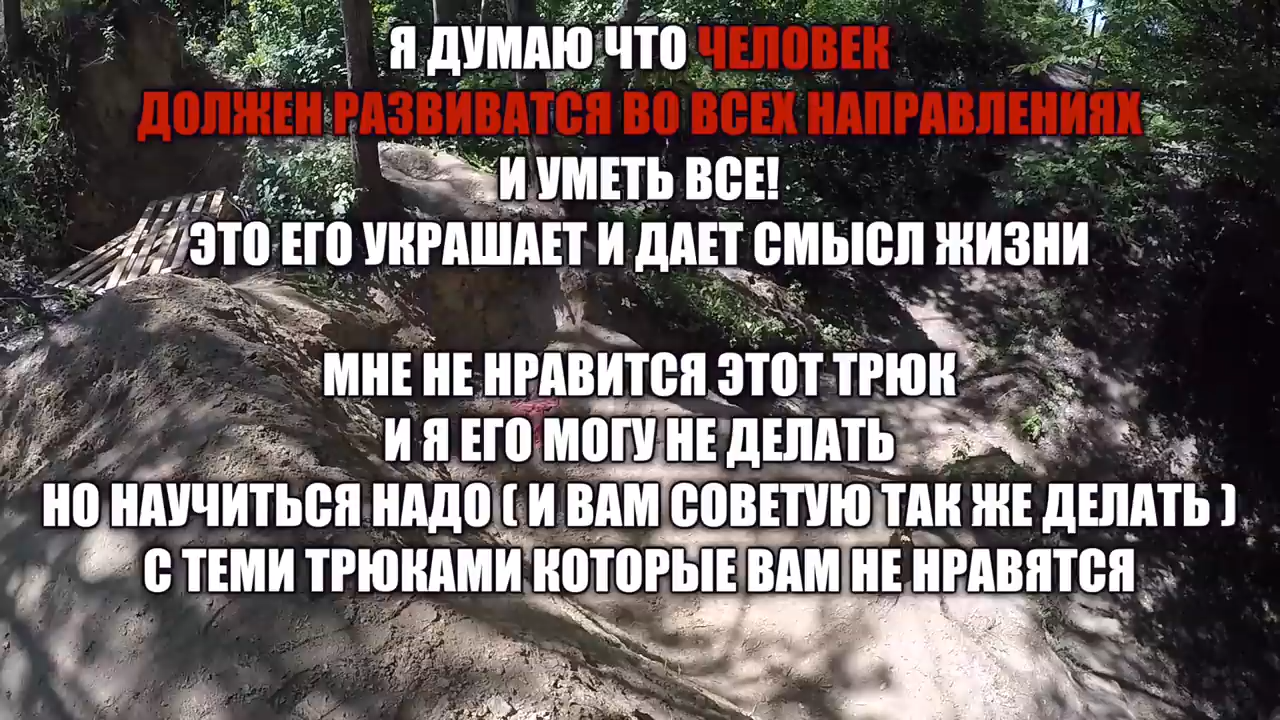 Я ДУМАЮ ЧТО ЧЕЛОВЕК
ДОЛЖЕН РАЗВИВАТСЯ ВО ВСЕХ НАПРАВЛЕНИЯХ
И УМЕТЬ ВСЕ!
ЭТО ЕГО УКРАШАЕТ И ДАЕТ СМЫСЛ ЖИЗНИ
МНЕ НЕ НРАВИТСЯ ЭТОТ ТРЮК
И Я ЕГО МОГУ НЕ ДЕЛАТЬ
НО НАУЧИТЬСЯ НАДО ( И ВАМ СОВЕТУЮ ТАК ЖЕ ДЕЛАТЬ )
С ТЕМИ ТРЮКАМИ КОТОРЫЕ ВАМ НЕ НРАВЯТСЯ